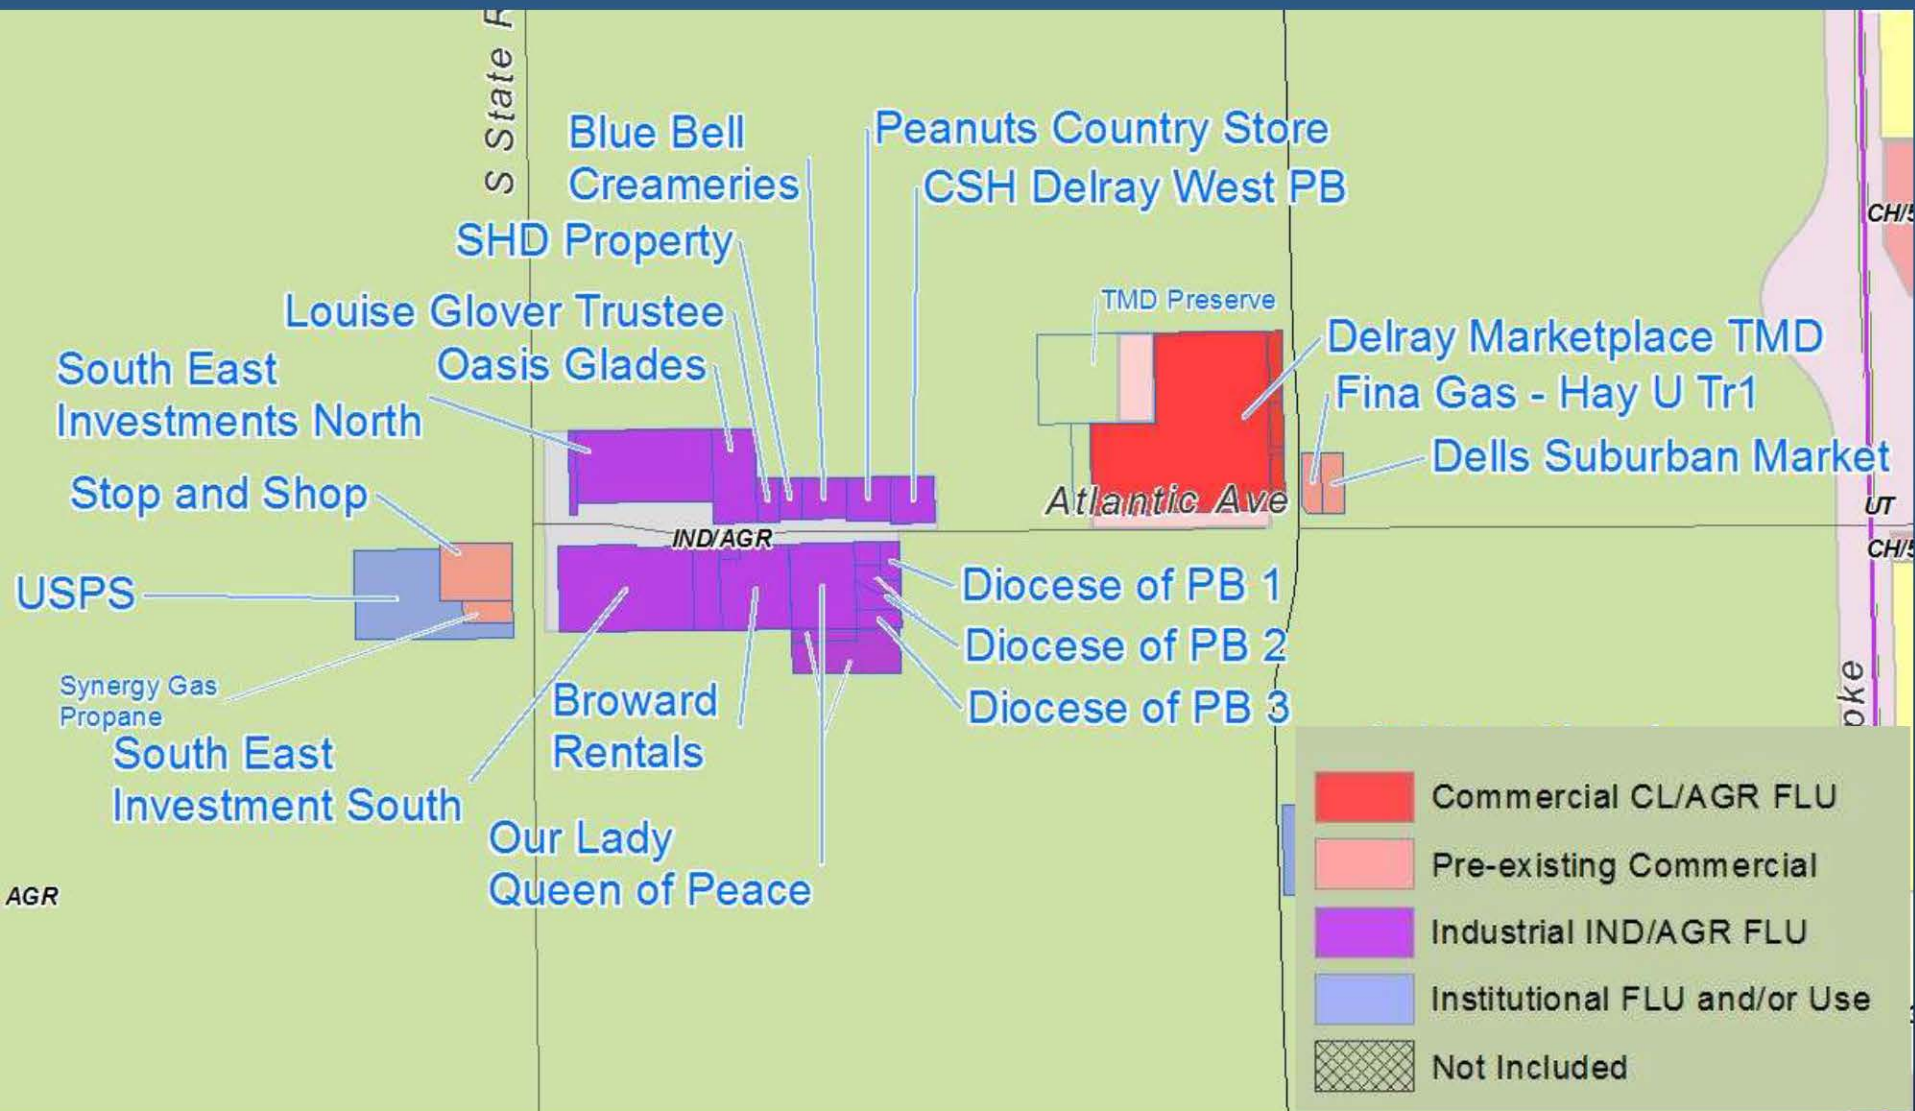 S State R
Blue Bell
Creameries
Peanuts Country Store
CSH Delray West PB
CH/5
SHD Property
Louise Glover Trustee
TMD Preserve
Oasis Glades
Delray Marketplace TMD
South East
Investments North
Fina Gas - Hay U Tr1
Dells Suburban Market
Stop and Shop
Atlantic Ave
UT
IND/AGR
CH/5
USPS
Diocese of PB 1
Diocese of PB 2
Synergy Gas
Propane
Broward
Rentals
Diocese of PB 3
pke
South East
Investment South
Our Lady
Queen of Peace
AGR
Commercial CL/AGR FLU
Pre-existing Commercial
Industrial IND/AGR FLU
Institutional FLU and/or Use
Not Included